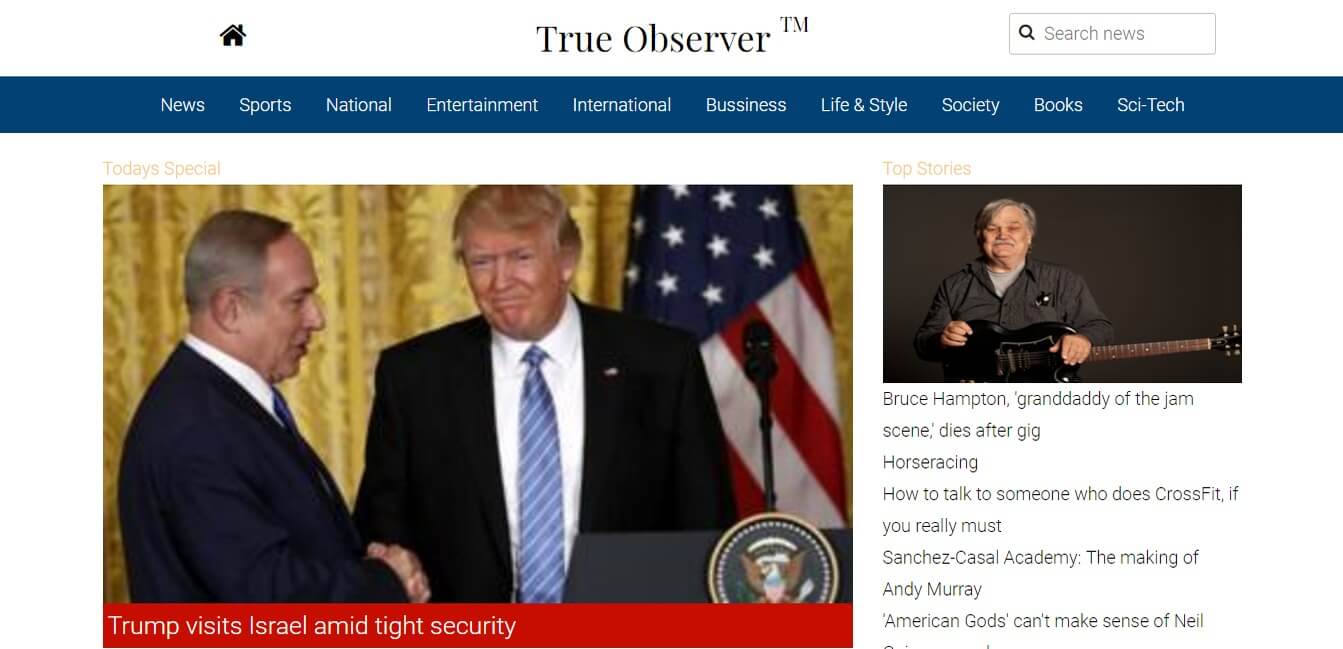 True Observer TM
Search news
News Sports National Entertainment International Bussiness Life & Style Society Books Sci-Tech
Todays Special
Trump visits Israel amid tight security
Top Stories
Bruce Hampton, 'granddaddy of the jam
scene,' dies after gig
Horseracing
How to talk to someone who does CrossFit, if
you really must
Sanchez-Casal Academy: The making of
Andy Murray
'American Gods' can't make sense of Neil